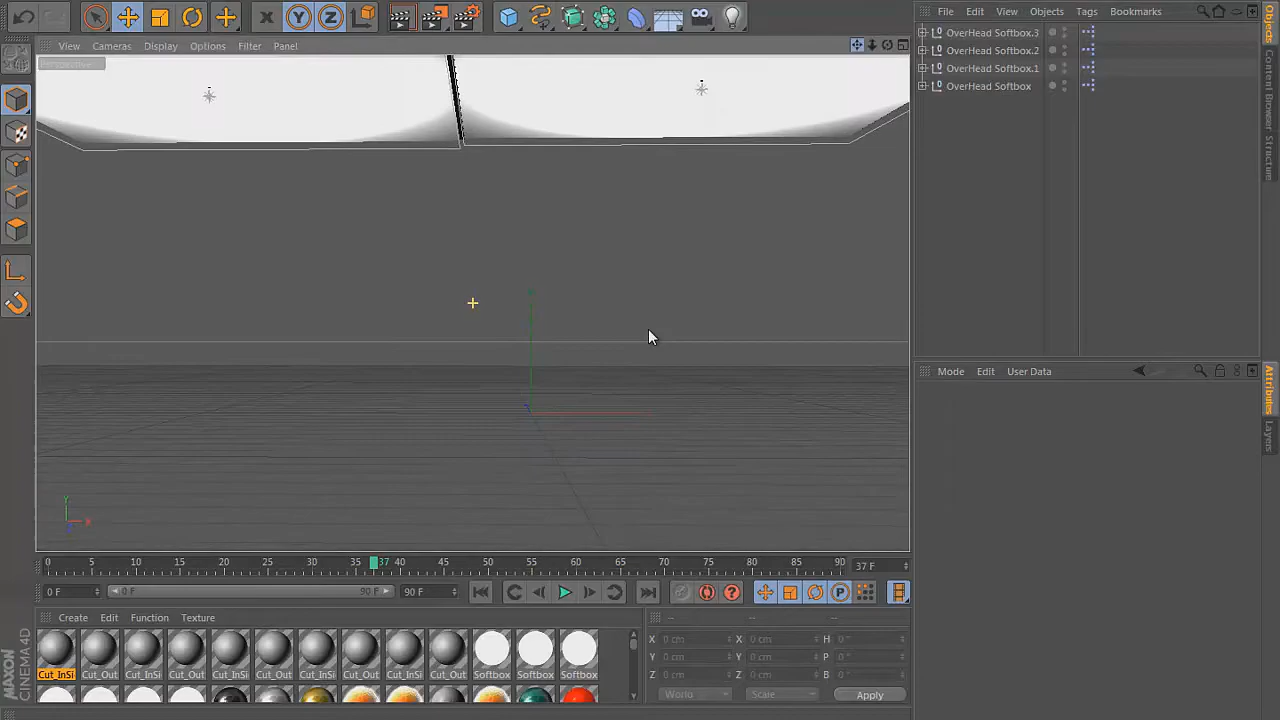 File Edit View Objects Tags Bookmarks
View Cameras Display Options Filter Panel
Perspective
X Y Z
OverHead Softbox.3
OverHead Softbox.2
OverHead Softbox.1
OverHead Softbox
Objects
Content Browser
Structure
Mode Edit User Data
Attributes
Layers
Y
X
0 5 10 15 20 25 30 37 40 45 50 55 60 65 70 75 80 85 90 37 F
0 F 0 F 90 F 90 F
Create Edit Function Texture
-- -- --
X 0 cm X 0 cm H 0 °
Y 0 cm Y 0 cm P 0 °
Z 0 cm Z 0 cm B 0 °
World Scale Apply
Cut_InSi Cut_Out Cut_InSi Cut_Out Cut_InSi Cut_Out Cut_InSi Cut_InSi Cut_InSi Cut_Out Softbox Softbox Softbox
MAXON
CINEMA 4D